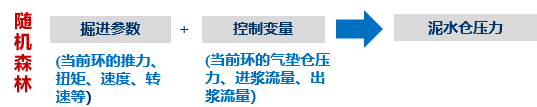 随机森林
掘进参数 + 控制变量 泥水仓压力
(当前环的推力、
扭矩、速度、转
速等)
(当前环的气垫仓压
力、进浆流量、出
浆流量)